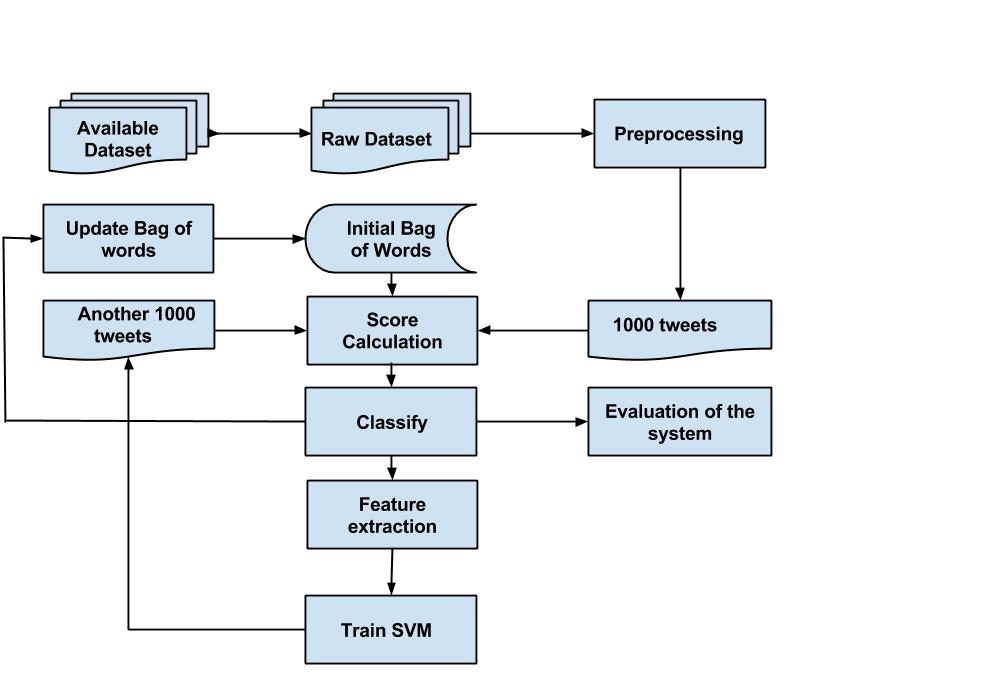 Available
Dataset
Raw Dataset
Preprocessing
Update Bag of
words
Initial Bag
of Words
Another 1000
tweets
Score
Calculation
1000 tweets
Classify
Evaluation of the
system
Feature
extraction
Train SVM